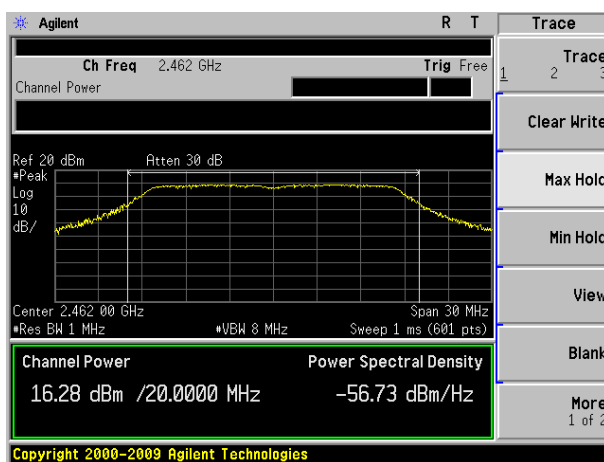 Agilent R T Trace
Ch Freq 2.462 GHz Trig Free
Channel Power
Trace
1 2 3
Clear Write
Ref 20 dBm Atten 30 dB
#Peak
Log
10
dB/
Max Hold
Min Hold
View
Center 2.462 00 GHz Span 30 MHz
#Res BW 1 MHz #VBW 8 MHz Sweep 1 ms (601 pts)
Blank
Channel Power Power Spectral Density
16.28 dBm /20.0000 MHz -56.73 dBm/Hz
More
1 of 2
Copyright 2000-2009 Agilent Technologies